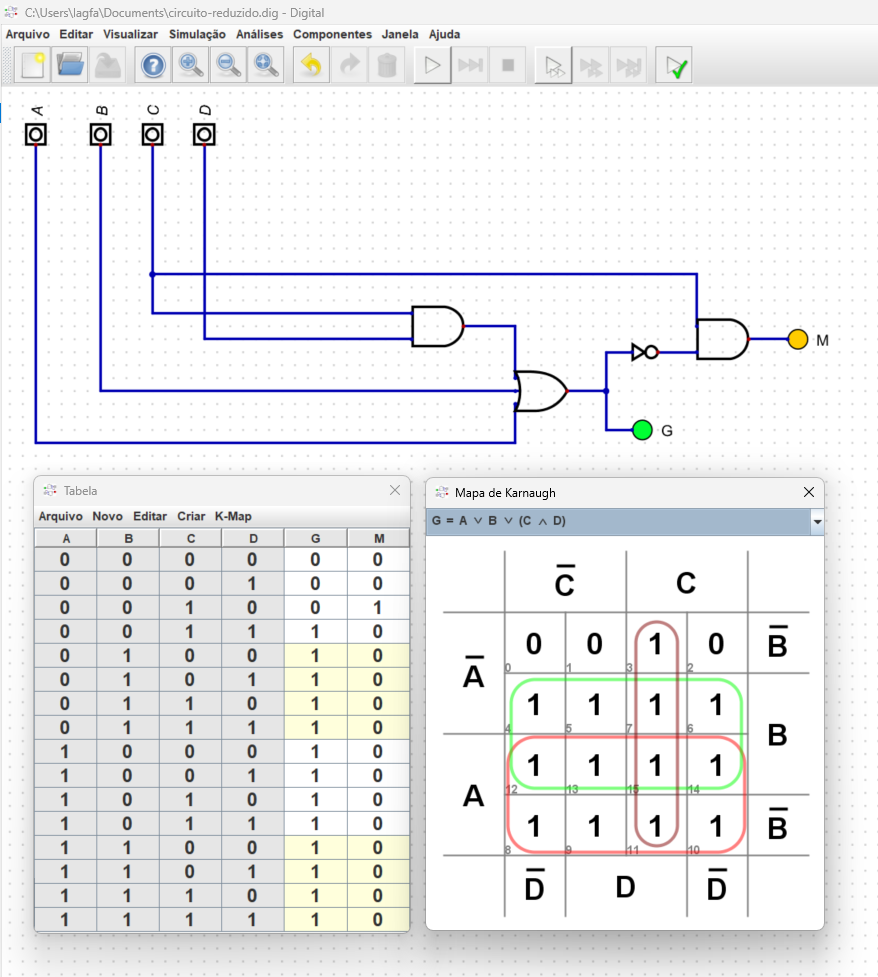 C:\Users\lagfa\Documents\circuito-reduzido.dig - Digital
Arquivo Editar Visualizar Simulação Análises Componentes Janela Ajuda
A B C D
M
G
Tabela
Arquivo Novo Editar Criar K-Map
A B C D G M
0 0 0 0 0 0
0 0 0 1 0 0
0 0 1 0 0 1
0 0 1 1 1 0
0 1 0 0 1 0
0 1 0 1 1 0
0 1 1 0 1 0
0 1 1 1 1 0
1 0 0 0 1 0
1 0 0 1 1 0
1 0 1 0 1 0
1 0 1 1 1 0
1 1 0 0 1 0
1 1 0 1 1 0
1 1 1 0 1 0
1 1 1 1 1 0
Mapa de Karnaugh
G = A ∨ B ∨ (C ∧ D)
C̅ C
A̅ 0 0 1 0 B̅
0 1 3 2
1 1 1 1 B
4 5 7 6
A 1 1 1 1
12 13 15 14
1 1 1 1 B̅
8 9 11 10
D̅ D D̅